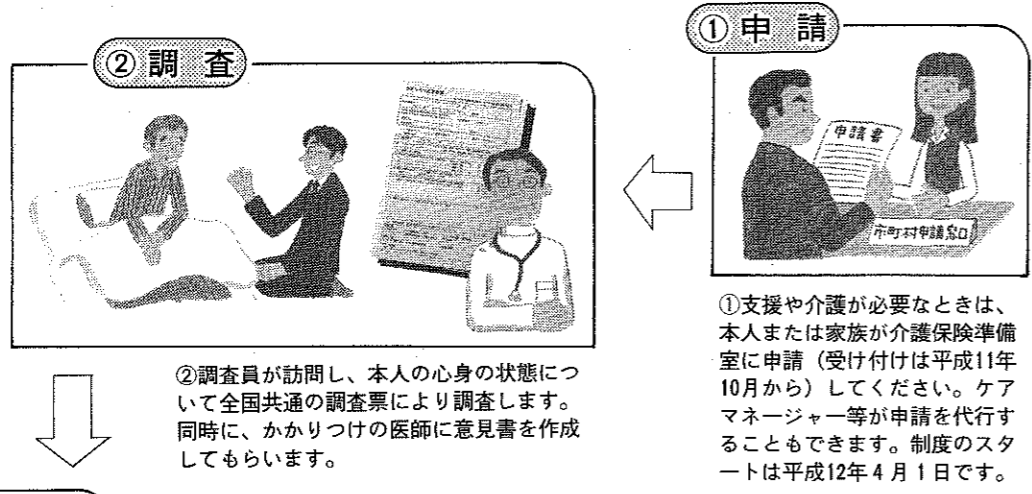 ① 申請
申請書
市町村申請窓口
①支援や介護が必要なときは、
本人または家族が介護保険準備
室に申請（受け付けは平成11年
10月から）してください。ケア
マネージャー等が申請を代行す
ることもできます。制度のスタ
ートは平成12年４月１日です。
② 調査
②調査員が訪問し、本人の心身の状態につ
いて全国共通の調査票により調査します。
同時に、かかりつけの医師に意見書を作成
してもらいます。